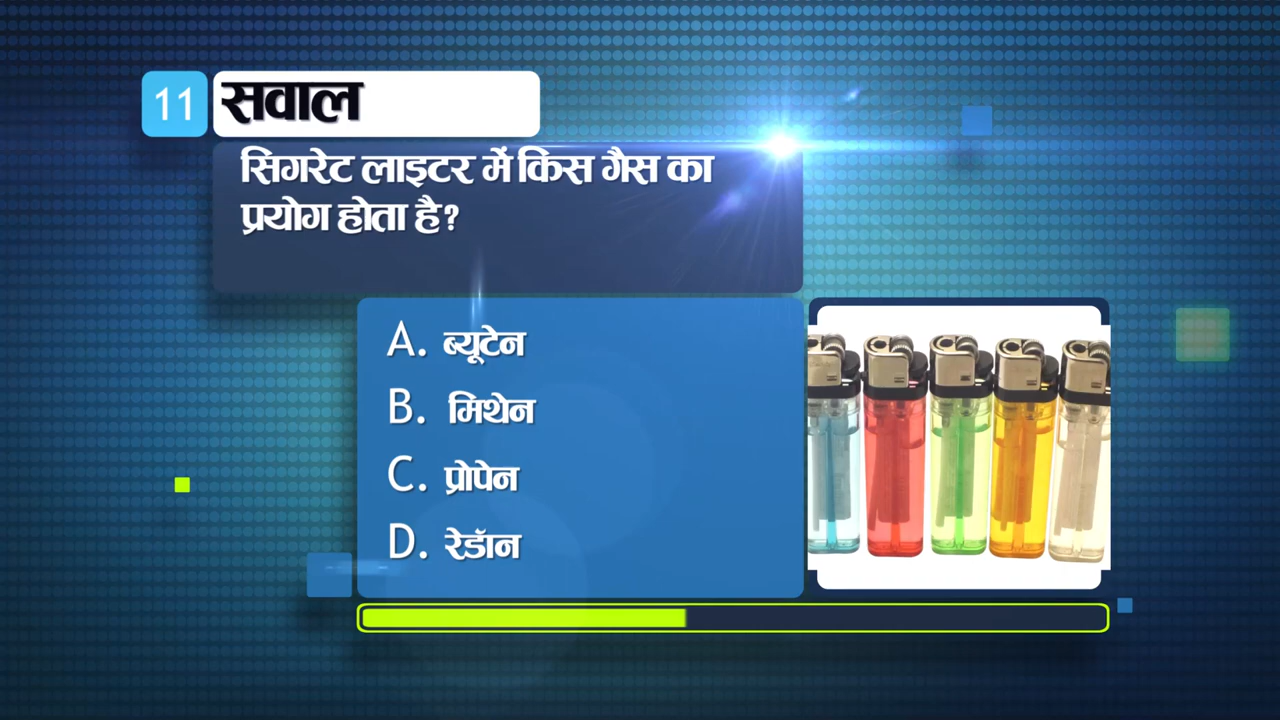 11 सवाल
सिगरेट लाइटर में किस गैस का
प्रयोग होता है?
A. ब्यूटेन
B. मिथेन
C. प्रोपेन
D. रेडॉन